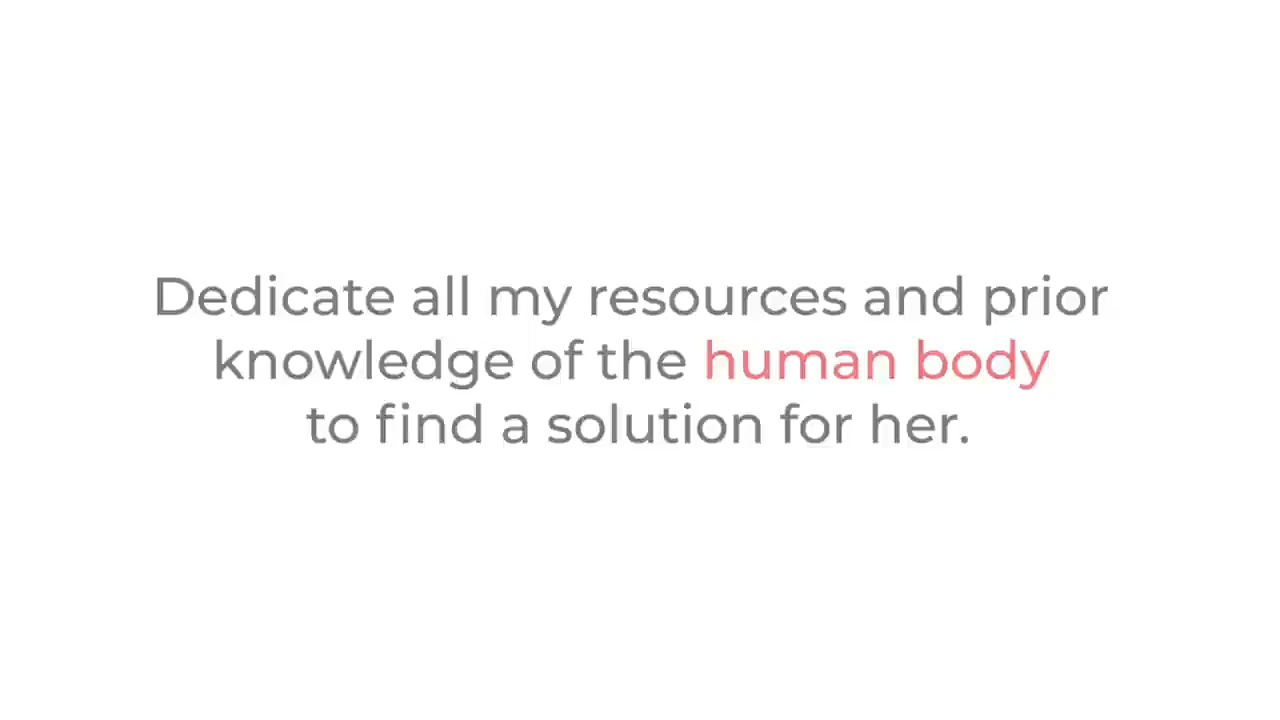 Dedicate all my resources and prior
knowledge of the human body
to find a solution for her.